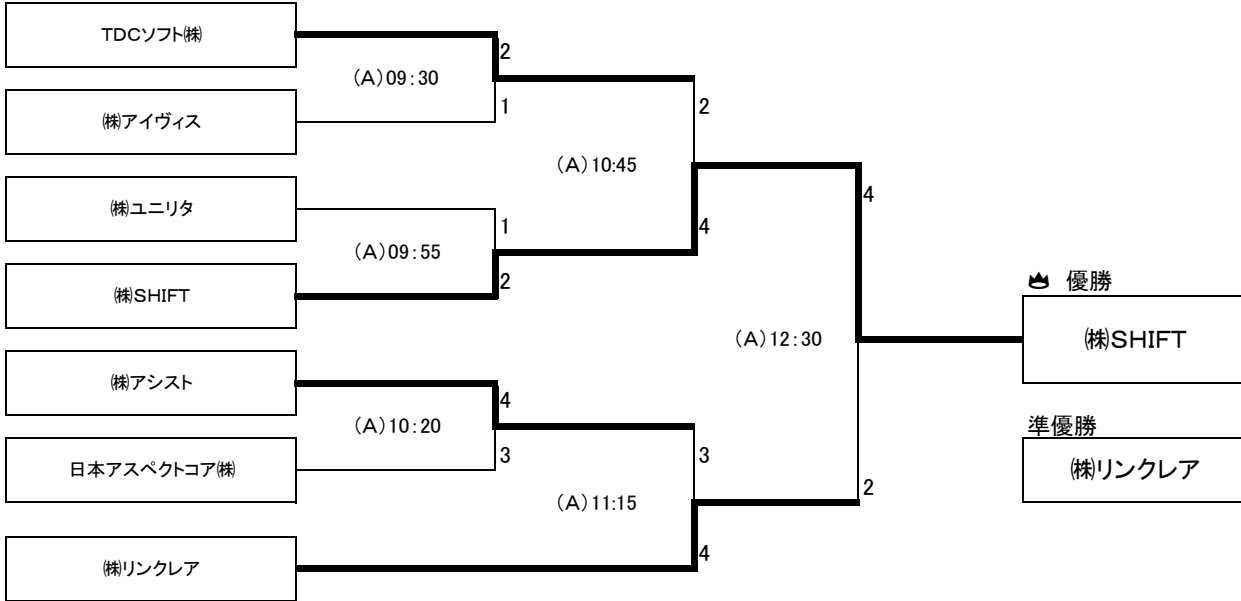 TDCソフト㈱
2
(A)09:30
㈱アイヴィス
1
2
(A)10:45
㈱ユニリタ
1
4
4
(A)09:55
㈱SHIFT
2
優勝
㈱SHIFT
(A)12:30
㈱アシスト
4
(A)10:20
準優勝
日本アスペクトコア㈱
3
3
㈱リンクレア
2
(A)11:15
㈱リンクレア
4